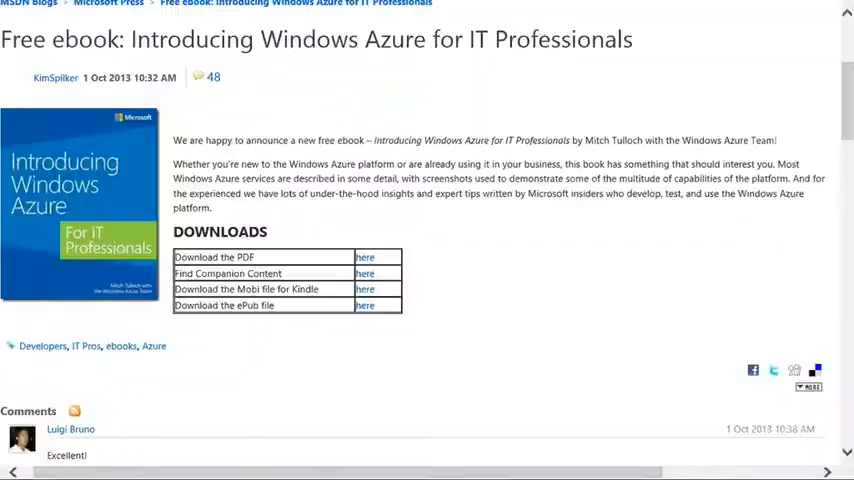 MSDN Blogs > Microsoft Press > Free ebook: Introducing Windows Azure for IT Professionals
Free ebook: Introducing Windows Azure for IT Professionals
KimSpilker 1 Oct 2013 10:32 AM 48
Microsoft
Introducing
Windows
Azure
For IT
Professionals
Mitch Tulloch with
the Windows Azure Team
We are happy to announce a new free ebook – Introducing Windows Azure for IT Professionals by Mitch Tulloch with the Windows Azure Team!
Whether you're new to the Windows Azure platform or are already using it in your business, this book has something that should interest you. Most
Windows Azure services are described in some detail, with screenshots used to demonstrate some of the multitude of capabilities of the platform. And for
the experienced we have lots of under-the-hood insights and expert tips written by Microsoft insiders who develop, test, and use the Windows Azure
platform.
DOWNLOADS
Download the PDF here
Find Companion Content here
Download the Mobi file for Kindle here
Download the ePub file here
Developers, IT Pros, ebooks, Azure
MORE
Comments
Luigi Bruno 1 Oct 2013 10:38 AM
Excellent!